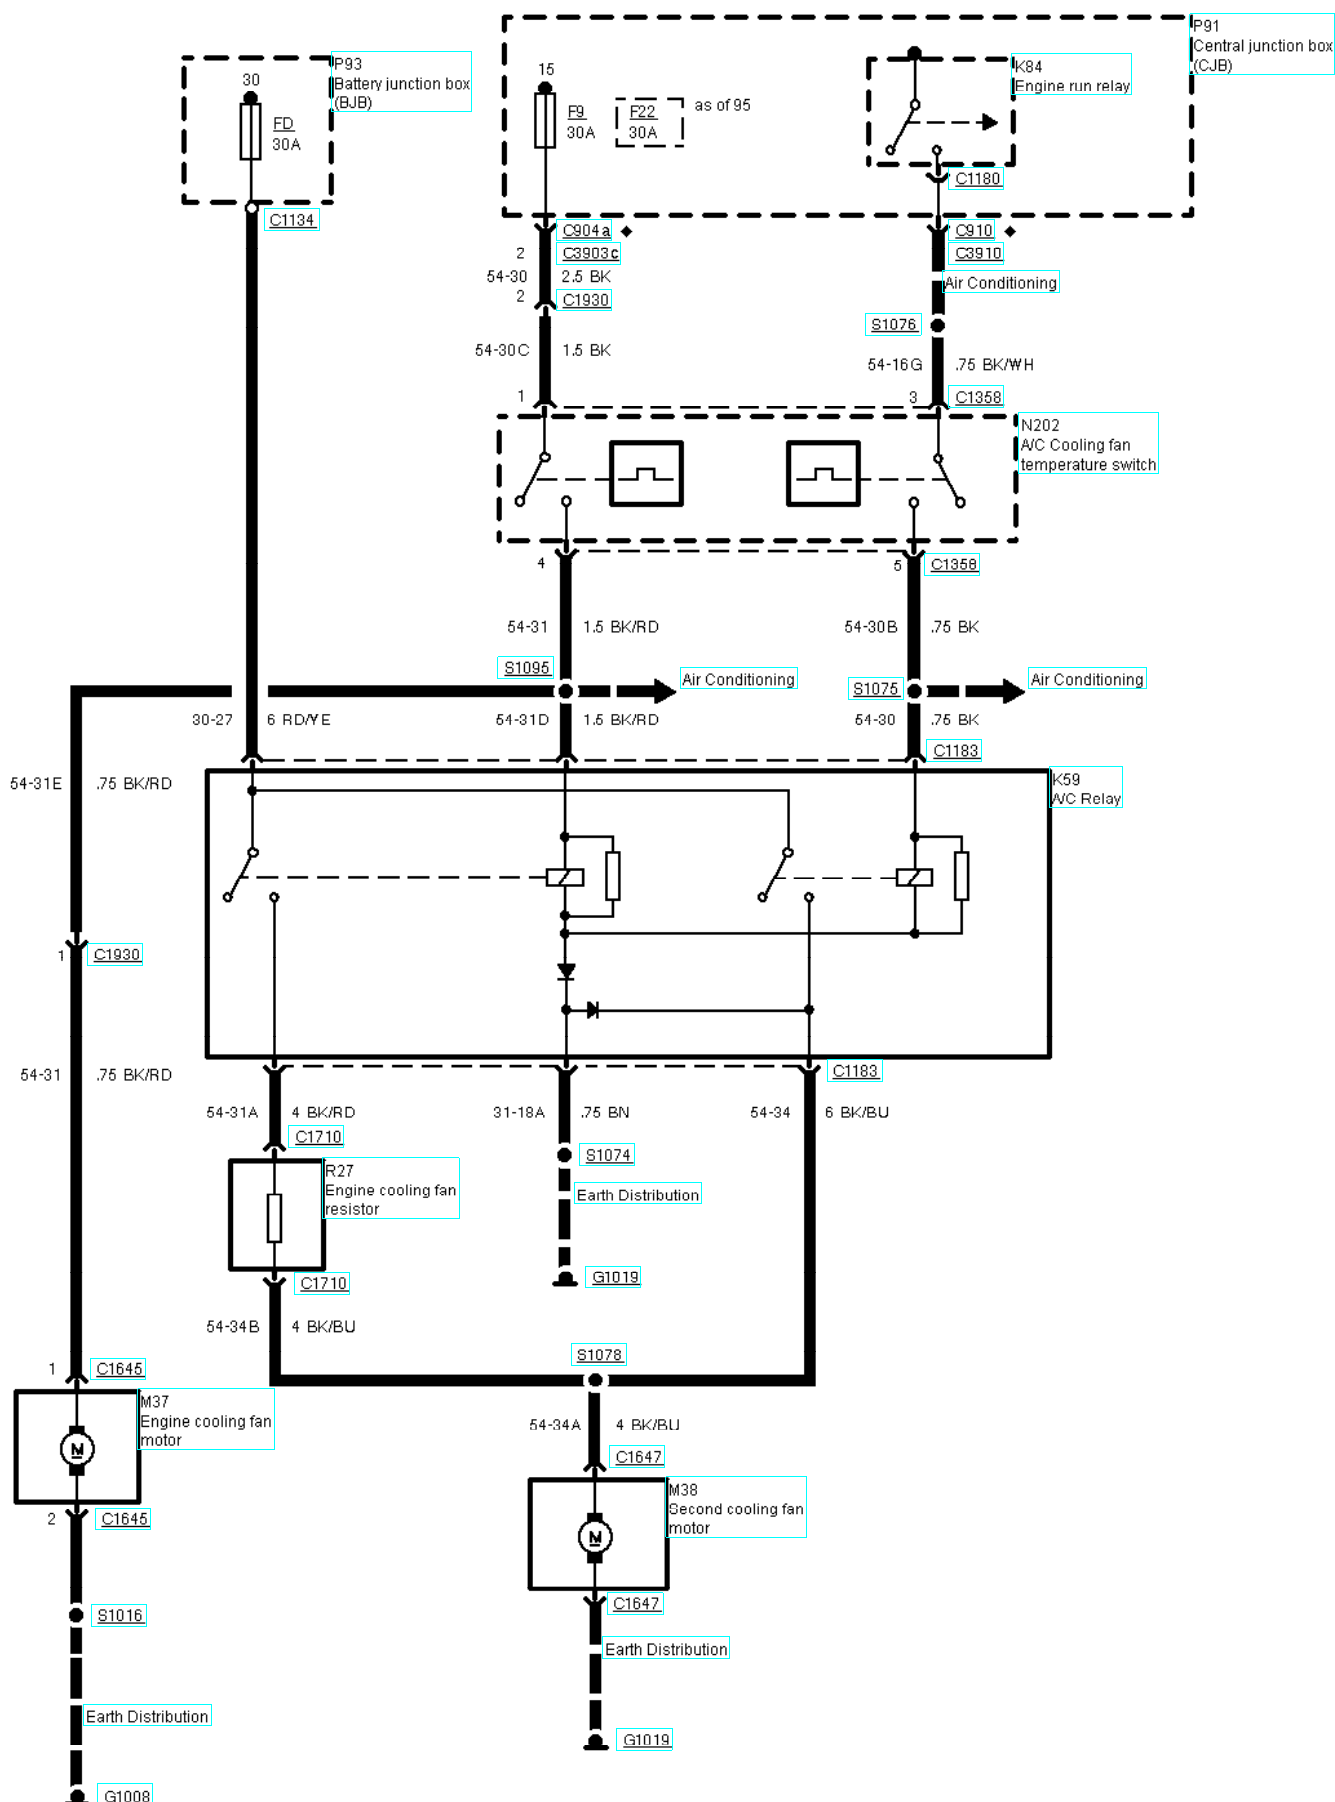 P91
Central junction box
(CJB)
P93
Battery junction box
(BJB)
30
FD
30A
C1134
15
F9
30A
F22
30A
as of 95
K84
Engine run relay
C1180
C904a ◆
C910 ◆
2
C3903c
C3910
54-30
2.5 BK
Air Conditioning
2
C1930
S1076
54-30C
1.5 BK
54-16G
.75 BK/WH
1
3
C1358
N202
A/C Cooling fan
temperature switch
4
5
C1358
54-31
1.5 BK/RD
54-30B
.75 BK
S1095
Air Conditioning
S1075
Air Conditioning
30-27
6 RD/YE
54-31D
1.5 BK/RD
54-30
.75 BK
C1183
54-31E
.75 BK/RD
K59
A/C Relay
1
C1930
54-31
.75 BK/RD
C1183
54-31A
4 BK/RD
31-18A
.75 BN
54-34
6 BK/BU
C1710
S1074
R27
Engine cooling fan
resistor
Earth Distribution
C1710
G1019
54-34B
4 BK/BU
S1078
1
C1645
M37
Engine cooling fan
motor
M
54-34A
4 BK/BU
C1647
M38
Second cooling fan
motor
M
2
C1645
C1647
S1016
Earth Distribution
Earth Distribution
G1019
G1008